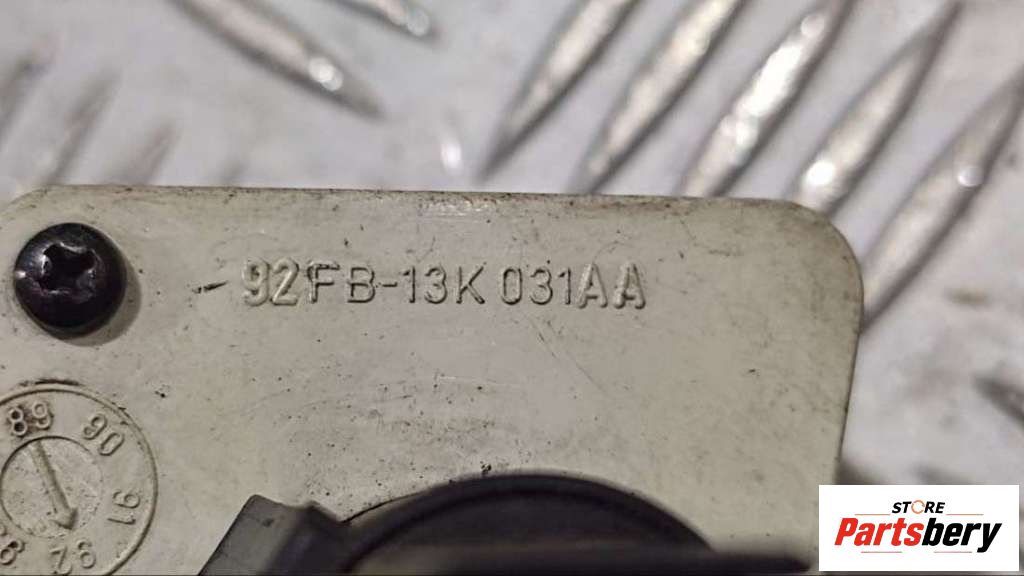 92FB-13K031AA
89 90 91 92
STORE
Partsbery